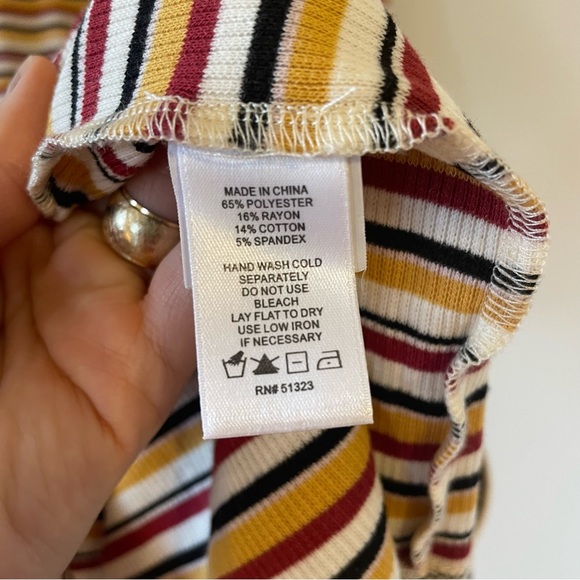 MADE IN CHINA
65% POLYESTER
16% RAYON
14% COTTON
5% SPANDEX
HAND WASH COLD
SEPARATELY
DO NOT USE
BLEACH
LAY FLAT TO DRY
USE LOW IRON
IF NECESSARY
RN# 51323